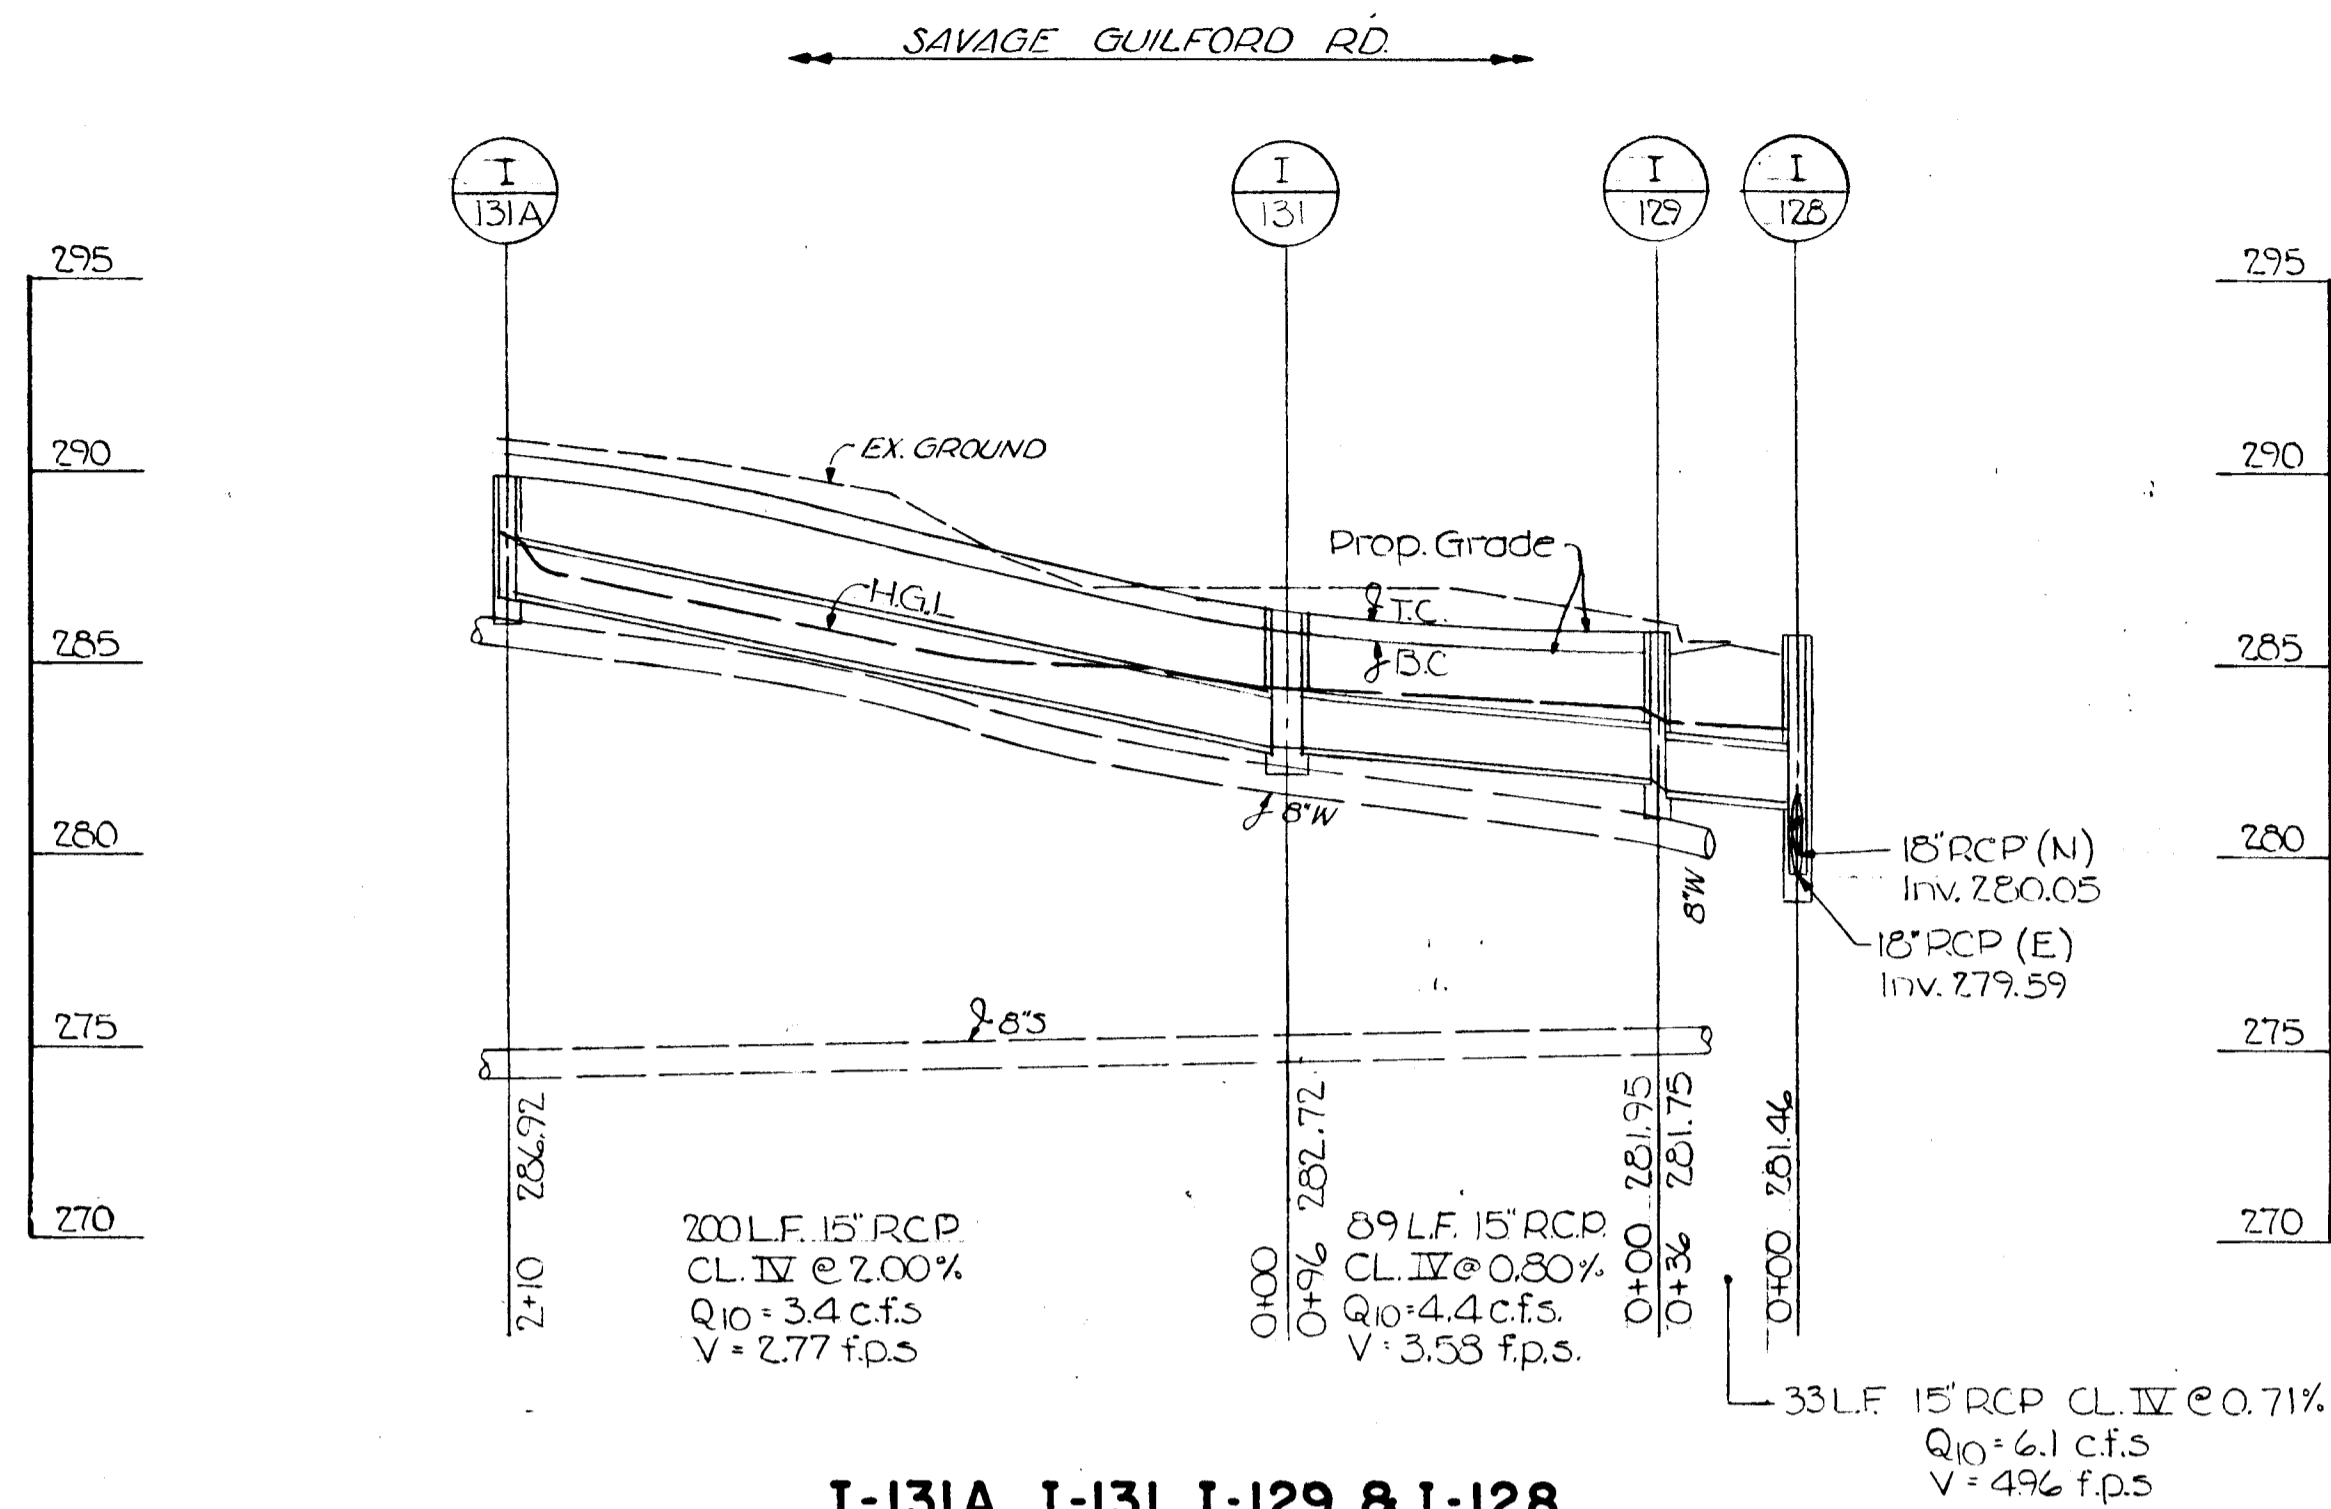 SAVAGE GUILFORD RD.
I
131A
I
131
I
129
I
128
295
295
290
290
EX. GROUND
Prop. Grade
H.G.L
T.C.
B.C
285
285
8"W
280
280
8"W
18" RCP (N)
Inv. 280.05
18" RCP (E)
Inv. 279.59
8"S
275
275
270
270
2+10 286.92
200 L.F. 15" RCP
CL. IV @ 2.00%
Q10 = 3.4 c.f.s
V = 2.77 f.p.s
0+00
0+96 282.72
89 L.F. 15" R.C.P.
CL. IV @ 0.80%
Q10 = 4.4 c.f.s.
V = 3.58 f.p.s.
0+00 281.95
0+36 281.75
0+00 281.46
33 L.F. 15" RCP CL. IV @ 0.71%
Q10 = 6.1 c.f.s
V = 4.96 f.p.s
I-131A, I-131, I-129 & I-128